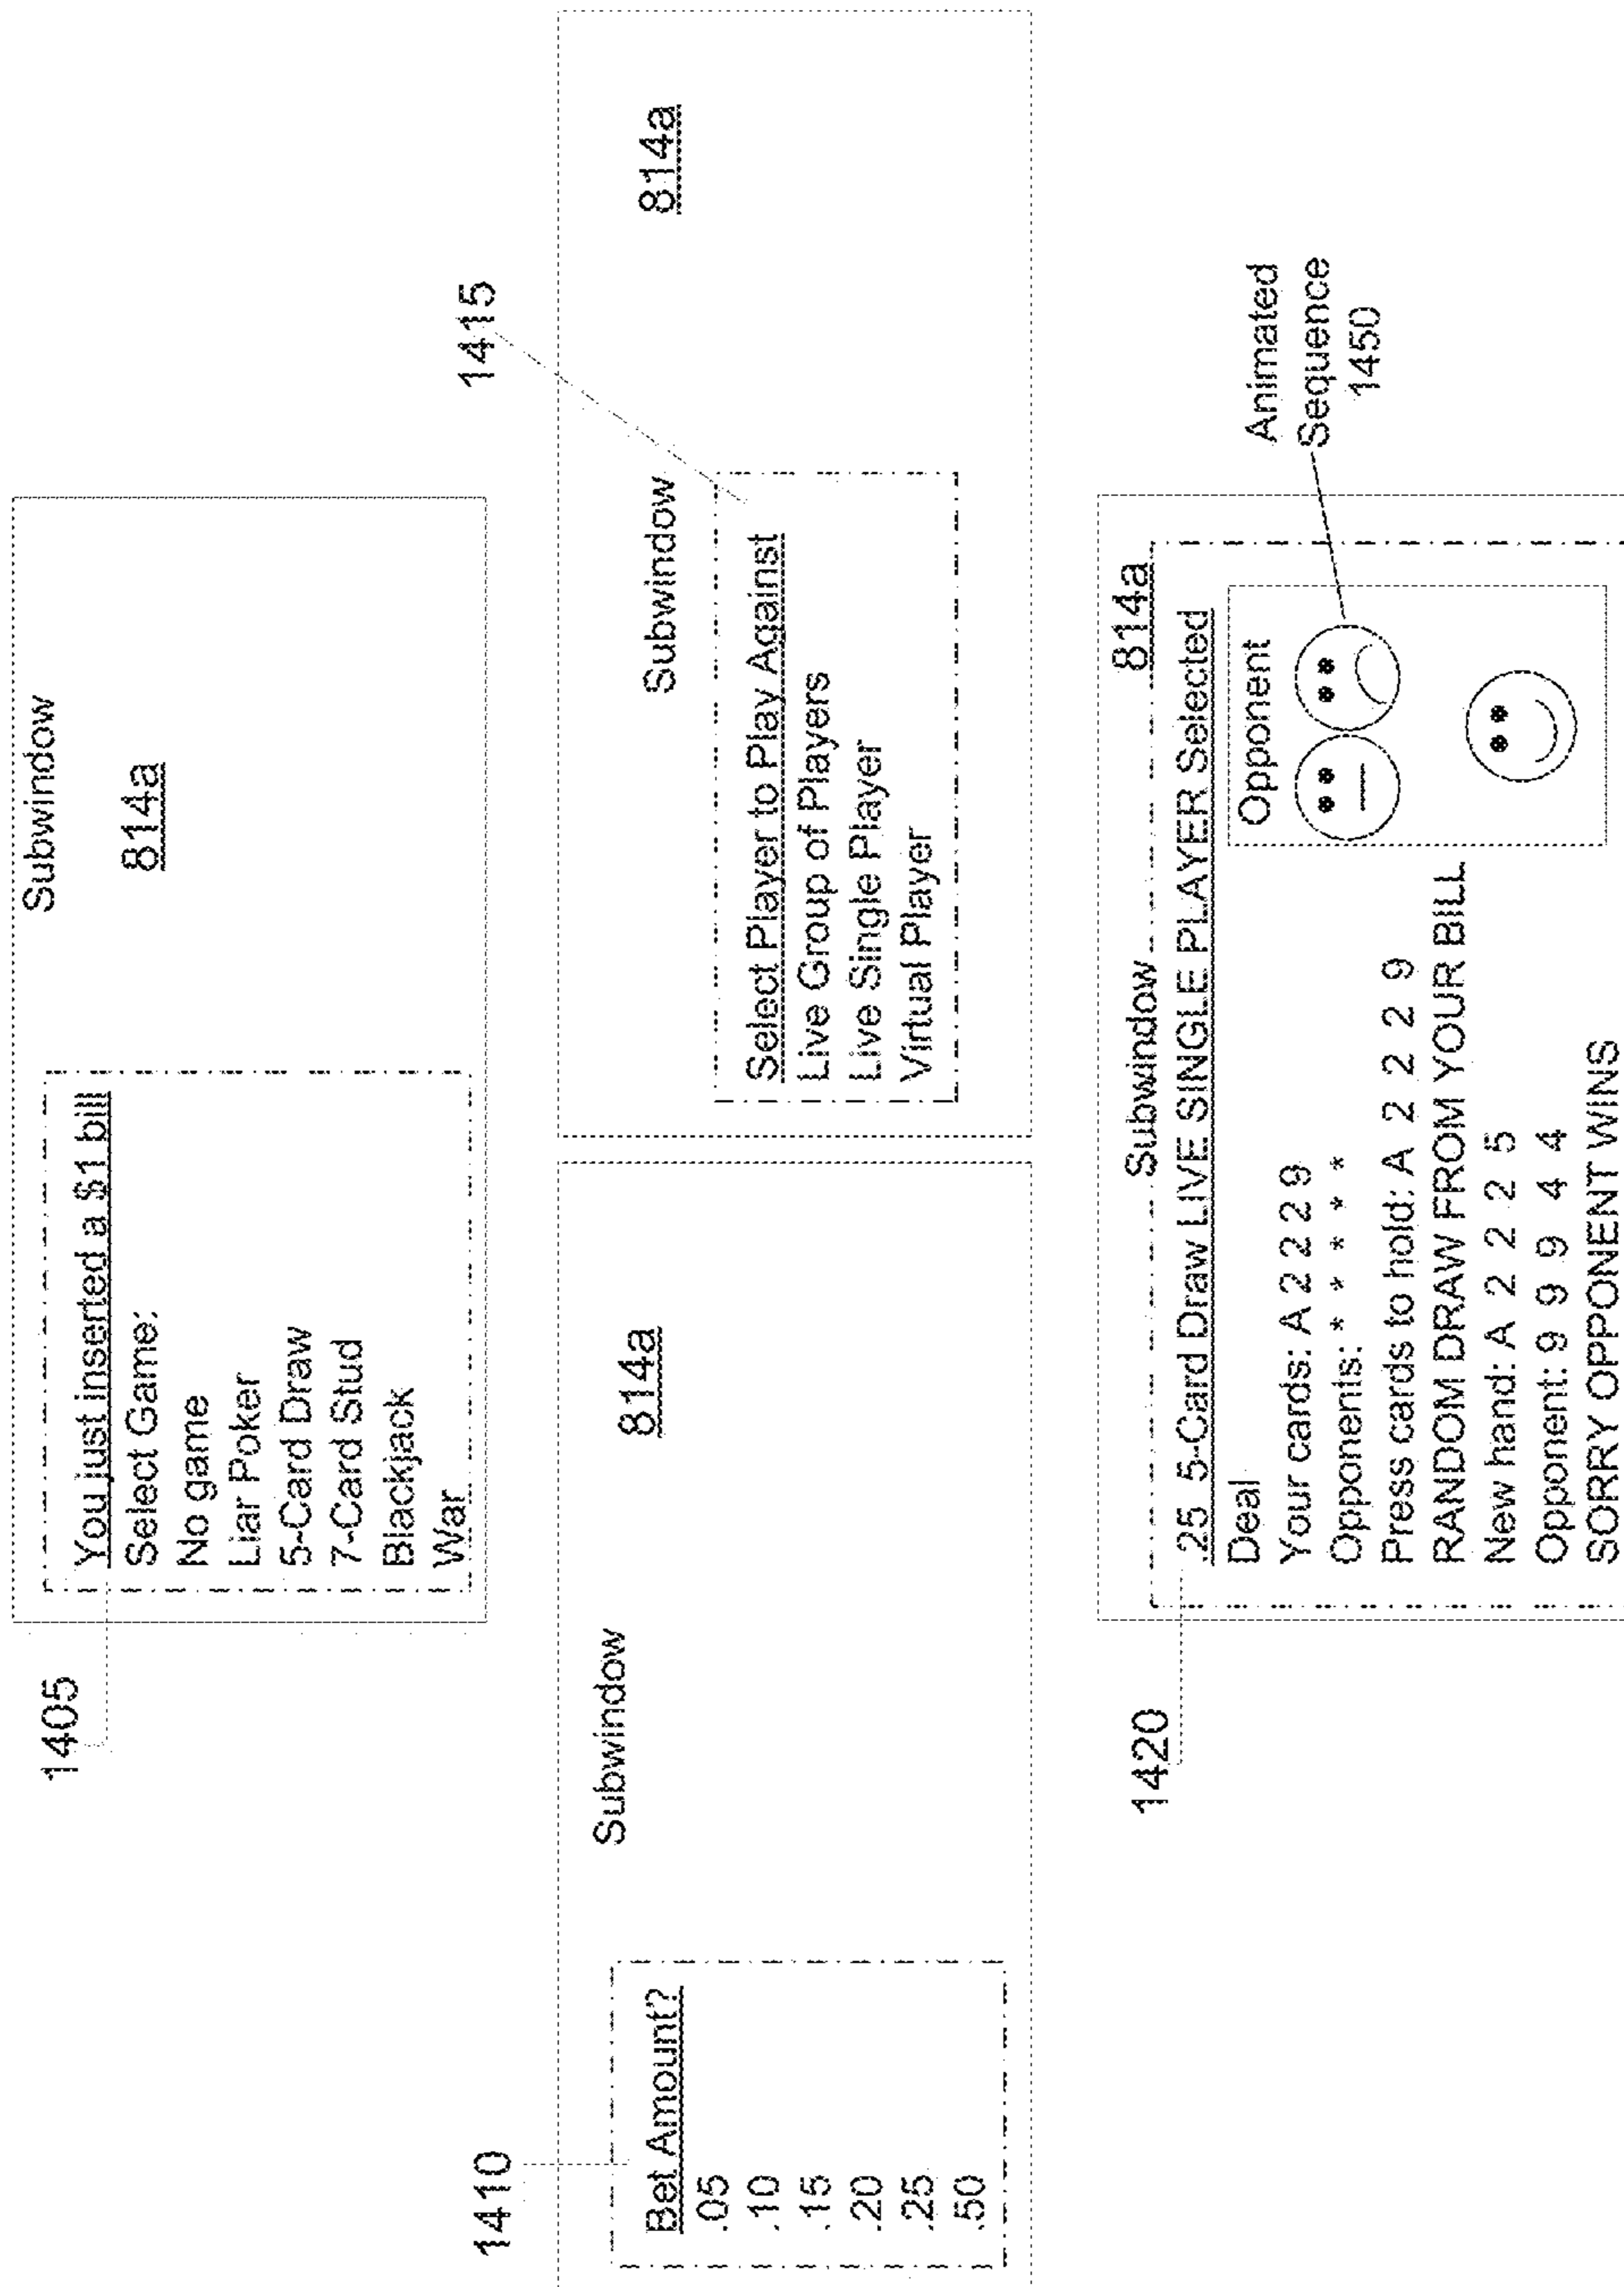 1405
Subwindow
814a
You just inserted a $1 bill
Select Game:
No game
Liar Poker
5-Card Draw
7-Card Stud
Blackjack
War
1410
Subwindow
814a
Bet Amount?
.05
.10
.15
.20
.25
.50
1415
Subwindow
814a
Select Player to Play Against
Live Group of Players
Live Single Player
Virtual Player
1420
Subwindow
814a
.25 5-Card Draw LIVE SINGLE PLAYER Selected
Deal
Your cards: A 2 2 2 9
Opponents: * * * * *
Press cards to hold: A 2 2 2 9
RANDOM DRAW FROM YOUR BILL
New hand: A 2 2 2 5
Opponent: 9 9 9 4 4
SORRY OPPONENT WINS
Opponent
Animated
Sequence
1450